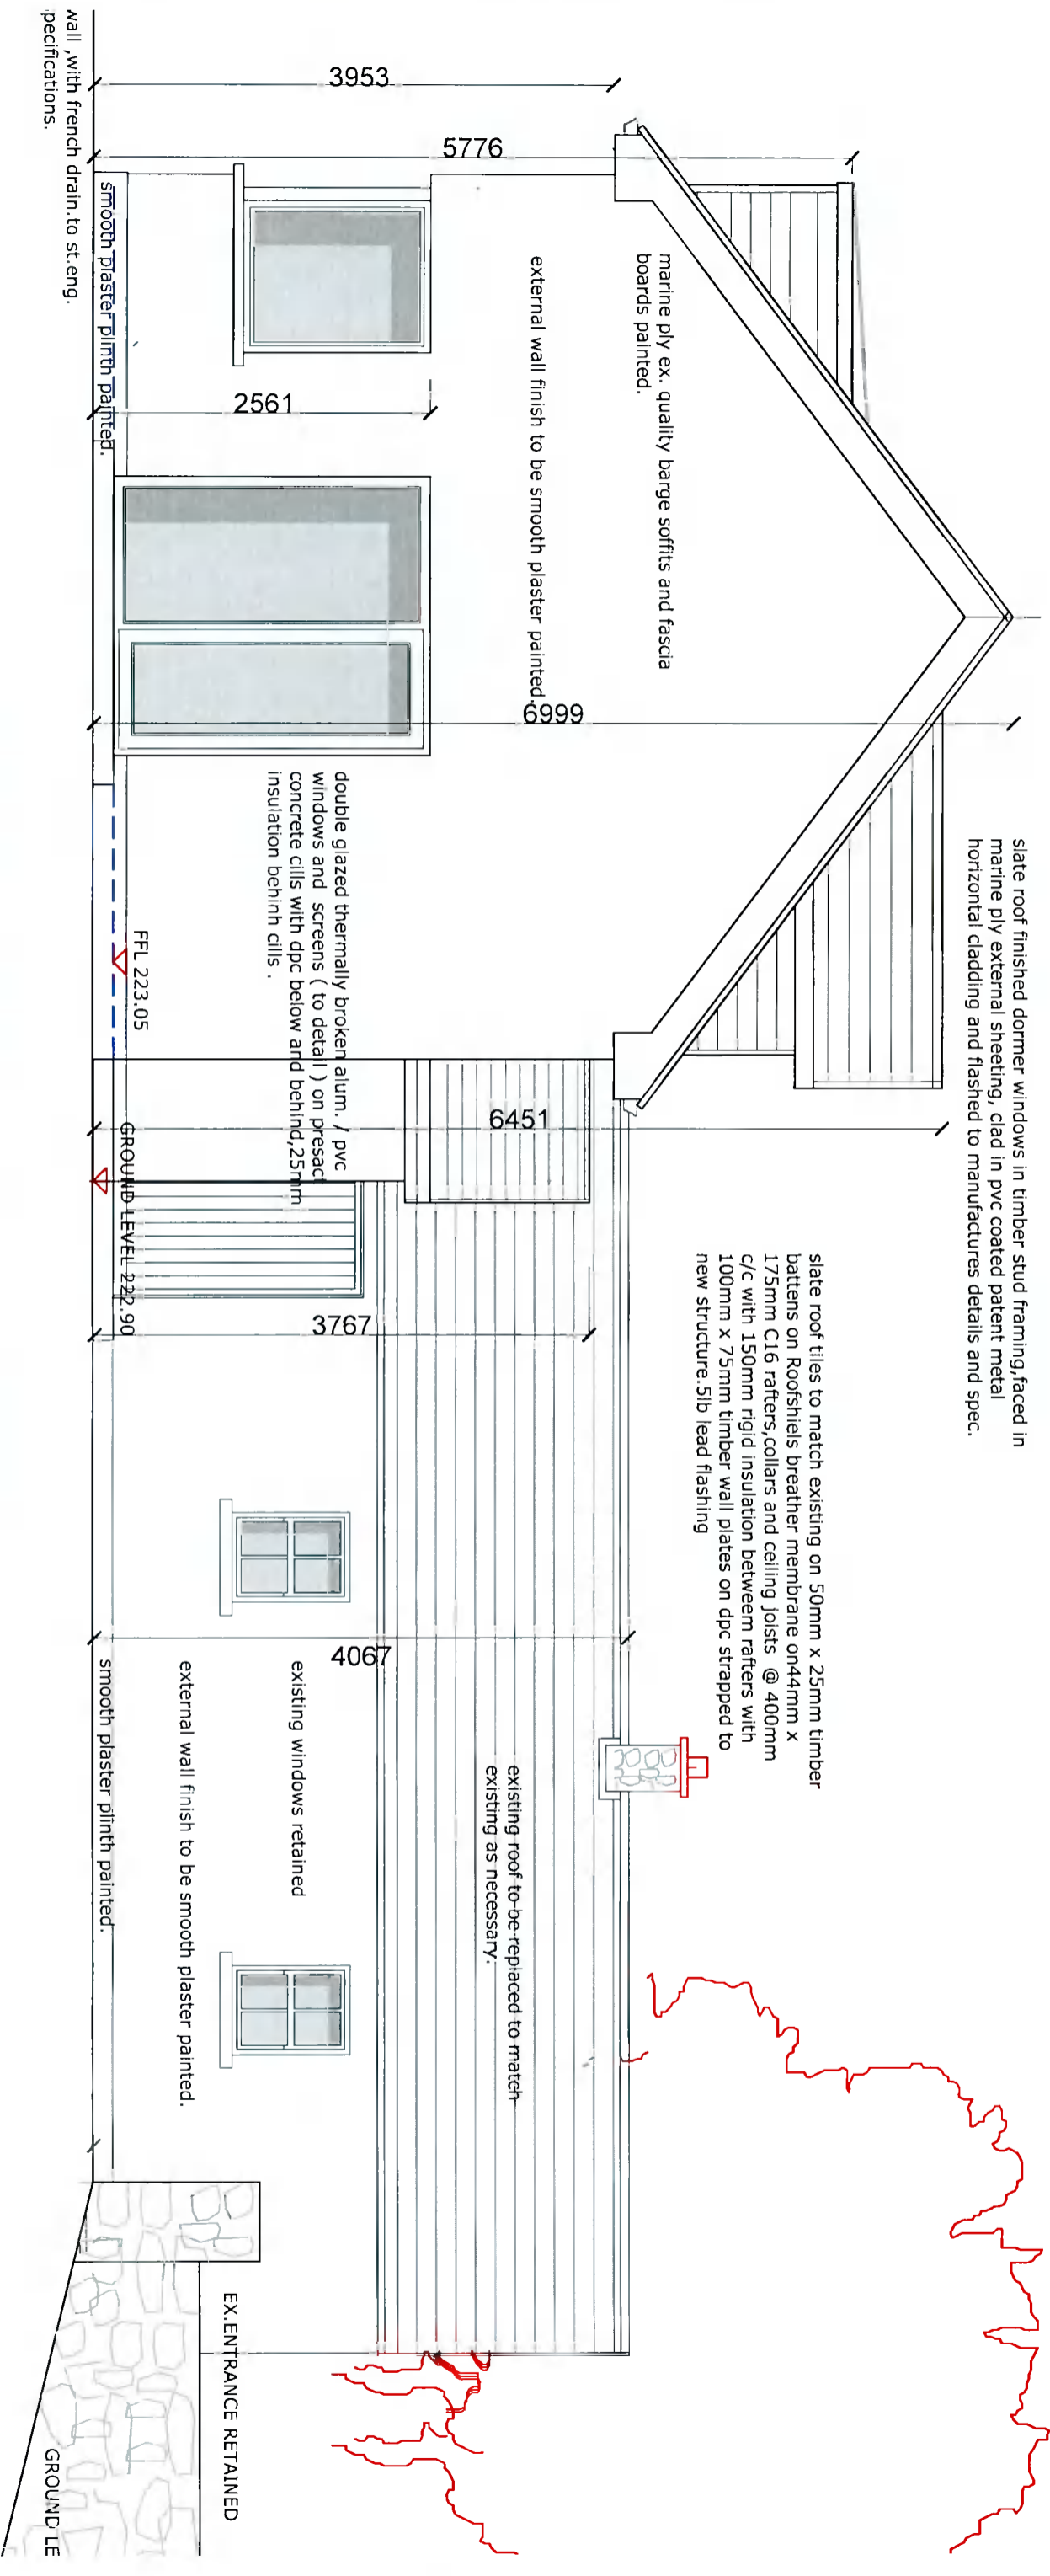 slate roof finished dormer windows in timber stud framing,faced in
marine ply external sheeting, clad in pvc coated patent metal
horizontal cladding and flashed to manufactures details and spec.
slate roof tiles to match existing on 50mm x 25mm timber
battens on Roofshiels breather membrane on44mm x
175mm C16 rafters,collars and ceiling joists @ 400mm
c/c with 150mm rigid insulation betweem rafters with
100mm x 75mm timber wall plates on dpc strapped to
new structure.5lb lead flashing
marine ply ex. quality barge soffits and fascia
boards painted.
external wall finish to be smooth plaster painted.
3953
5776
2561
6999
6451
3767
4067
double glazed thermally broken alum. / pvc
windows and screens ( to detail ) on presact
concrete cills with dpc below and behind,25mm
insulation behinh cills .
existing roof to be replaced to match
existing as necessary.
existing windows retained
external wall finish to be smooth plaster painted.
EX.ENTRANCE RETAINED
FFL 223.05
GROUND LEVEL 222.90
smooth plaster plinth painted.
smooth plaster plinth painted.
GROUND LE
wall ,with french drain.to st.eng.
pecifications.